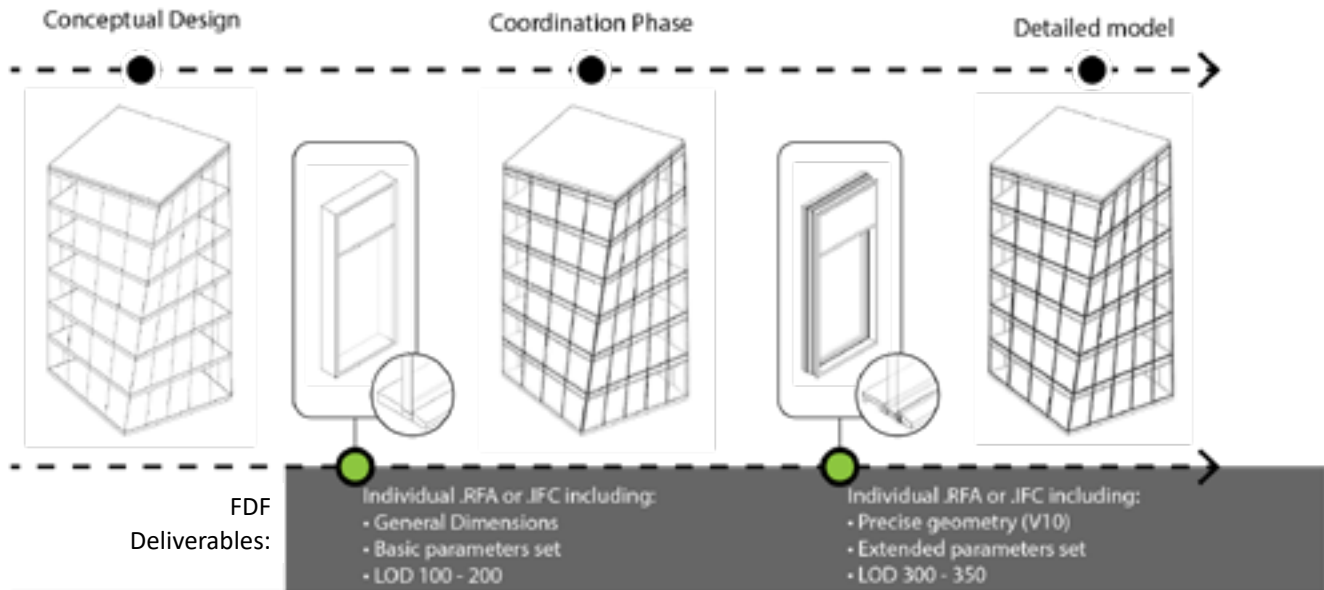 Conceptual Design
Coordination Phase
Detailed model
FDF
Deliverables:
Individual .RFA or .IFC including:
• General Dimensions
• Basic parameters set
• LOD 100 - 200
Individual .RFA or .IFC including:
• Precise geometry (V10)
• Extended parameters set
• LOD 300 - 350